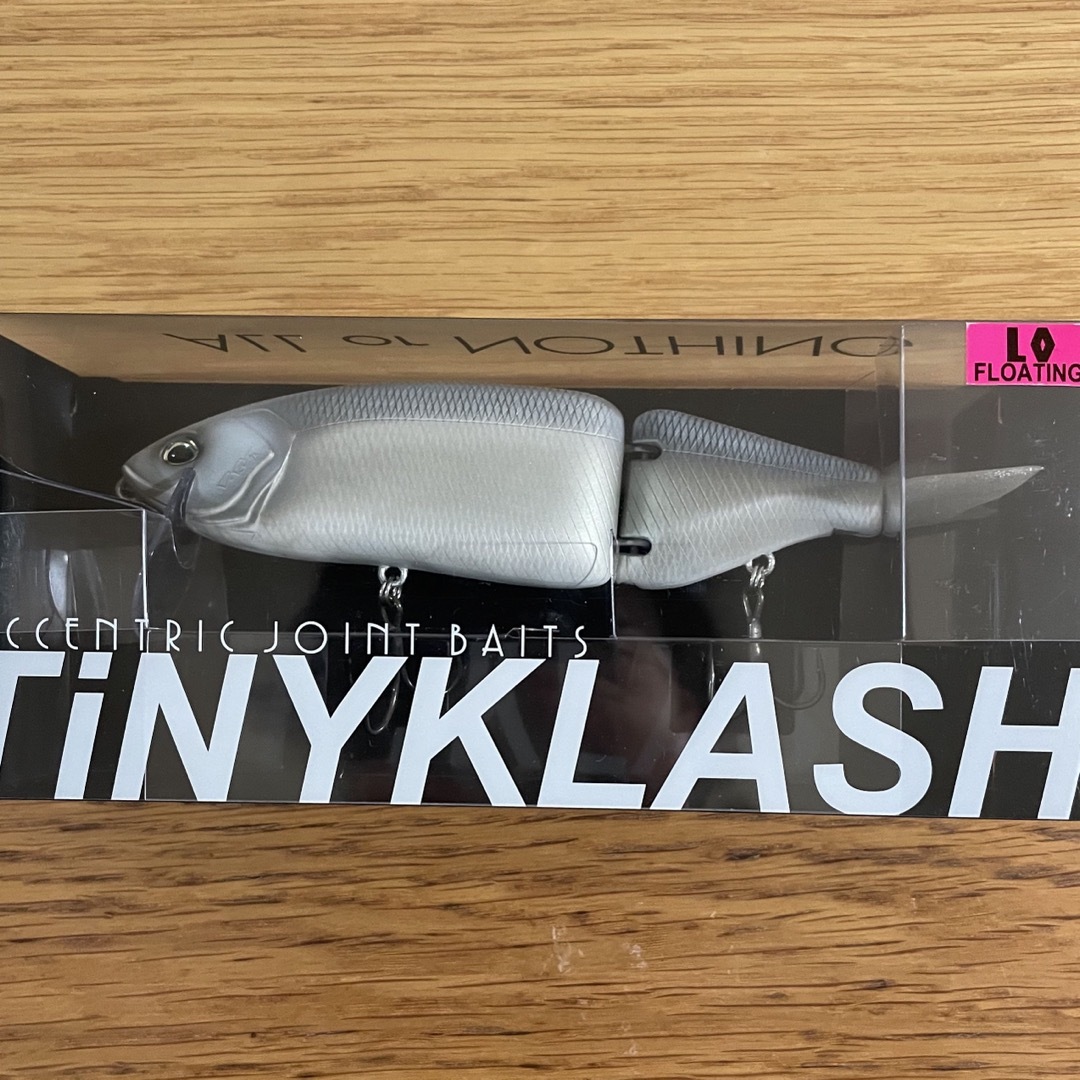 ALL or NOTHING
LO
FLOATING
CCENTRIC JOINT BAITS
TiNYKLASH